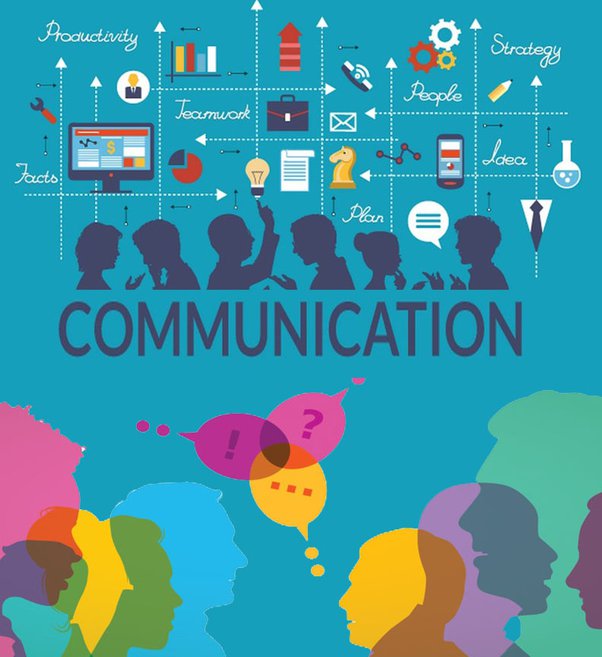 Productivity
Strategy
People
Teamwork
$
Idea
Facts
Plan
COMMUNICATION
?
!
...